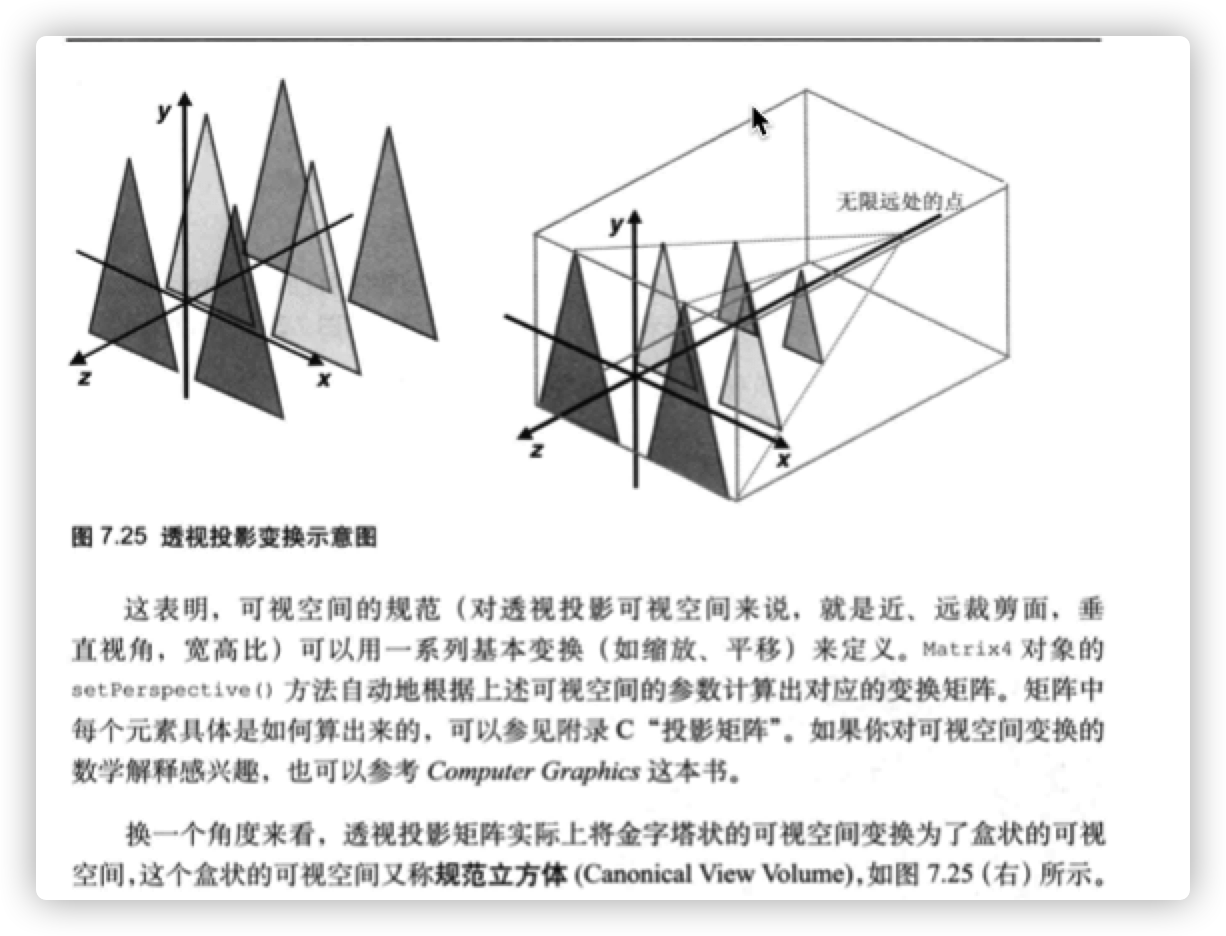 y
z
x
无限远处的点
y
z
x
图 7.25 透视投影变换示意图
这表明，可视空间的规范（对透视投影可视空间来说，就是近、远裁剪面，垂
直视角，宽高比）可以用一系列基本变换（如缩放、平移）来定义。Matrix4 对象的
setPerspective() 方法自动地根据上述可视空间的参数计算出对应的变换矩阵。矩阵中
每个元素具体是如何算出来的，可以参见附录 C“投影矩阵”。如果你对可视空间变换的
数学解释感兴趣，也可以参考 Computer Graphics 这本书。
换一个角度来看，透视投影矩阵实际上将金字塔状的可视空间变换为了盒状的可视
空间，这个盒状的可视空间又称规范立方体 (Canonical View Volume)，如图 7.25（右）所示。